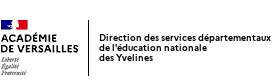 ACADÉMIE
DE VERSAILLES
Liberté
Égalité
Fraternité
Direction des services départementaux
de l'éducation nationale
des Yvelines